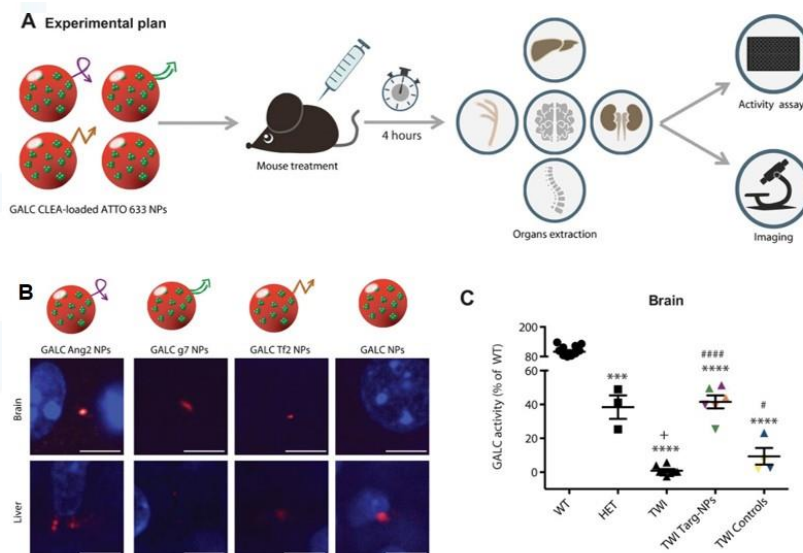 A Experimental plan
GALC CLEA-loaded ATTO 633 NPs
Mouse treatment
4 hours
Organs extraction
Activity assay
Imaging
B
GALC Ang2 NPs
GALC g7 NPs
GALC Tf2 NPs
GALC NPs
Brain
Liver
C
Brain
GALC activity (% of WT)
200
80
60
40
20
0
***
+
****
####
****
#
****
WT
HET
TWI
TWI Targ-NPs
TWI Controls